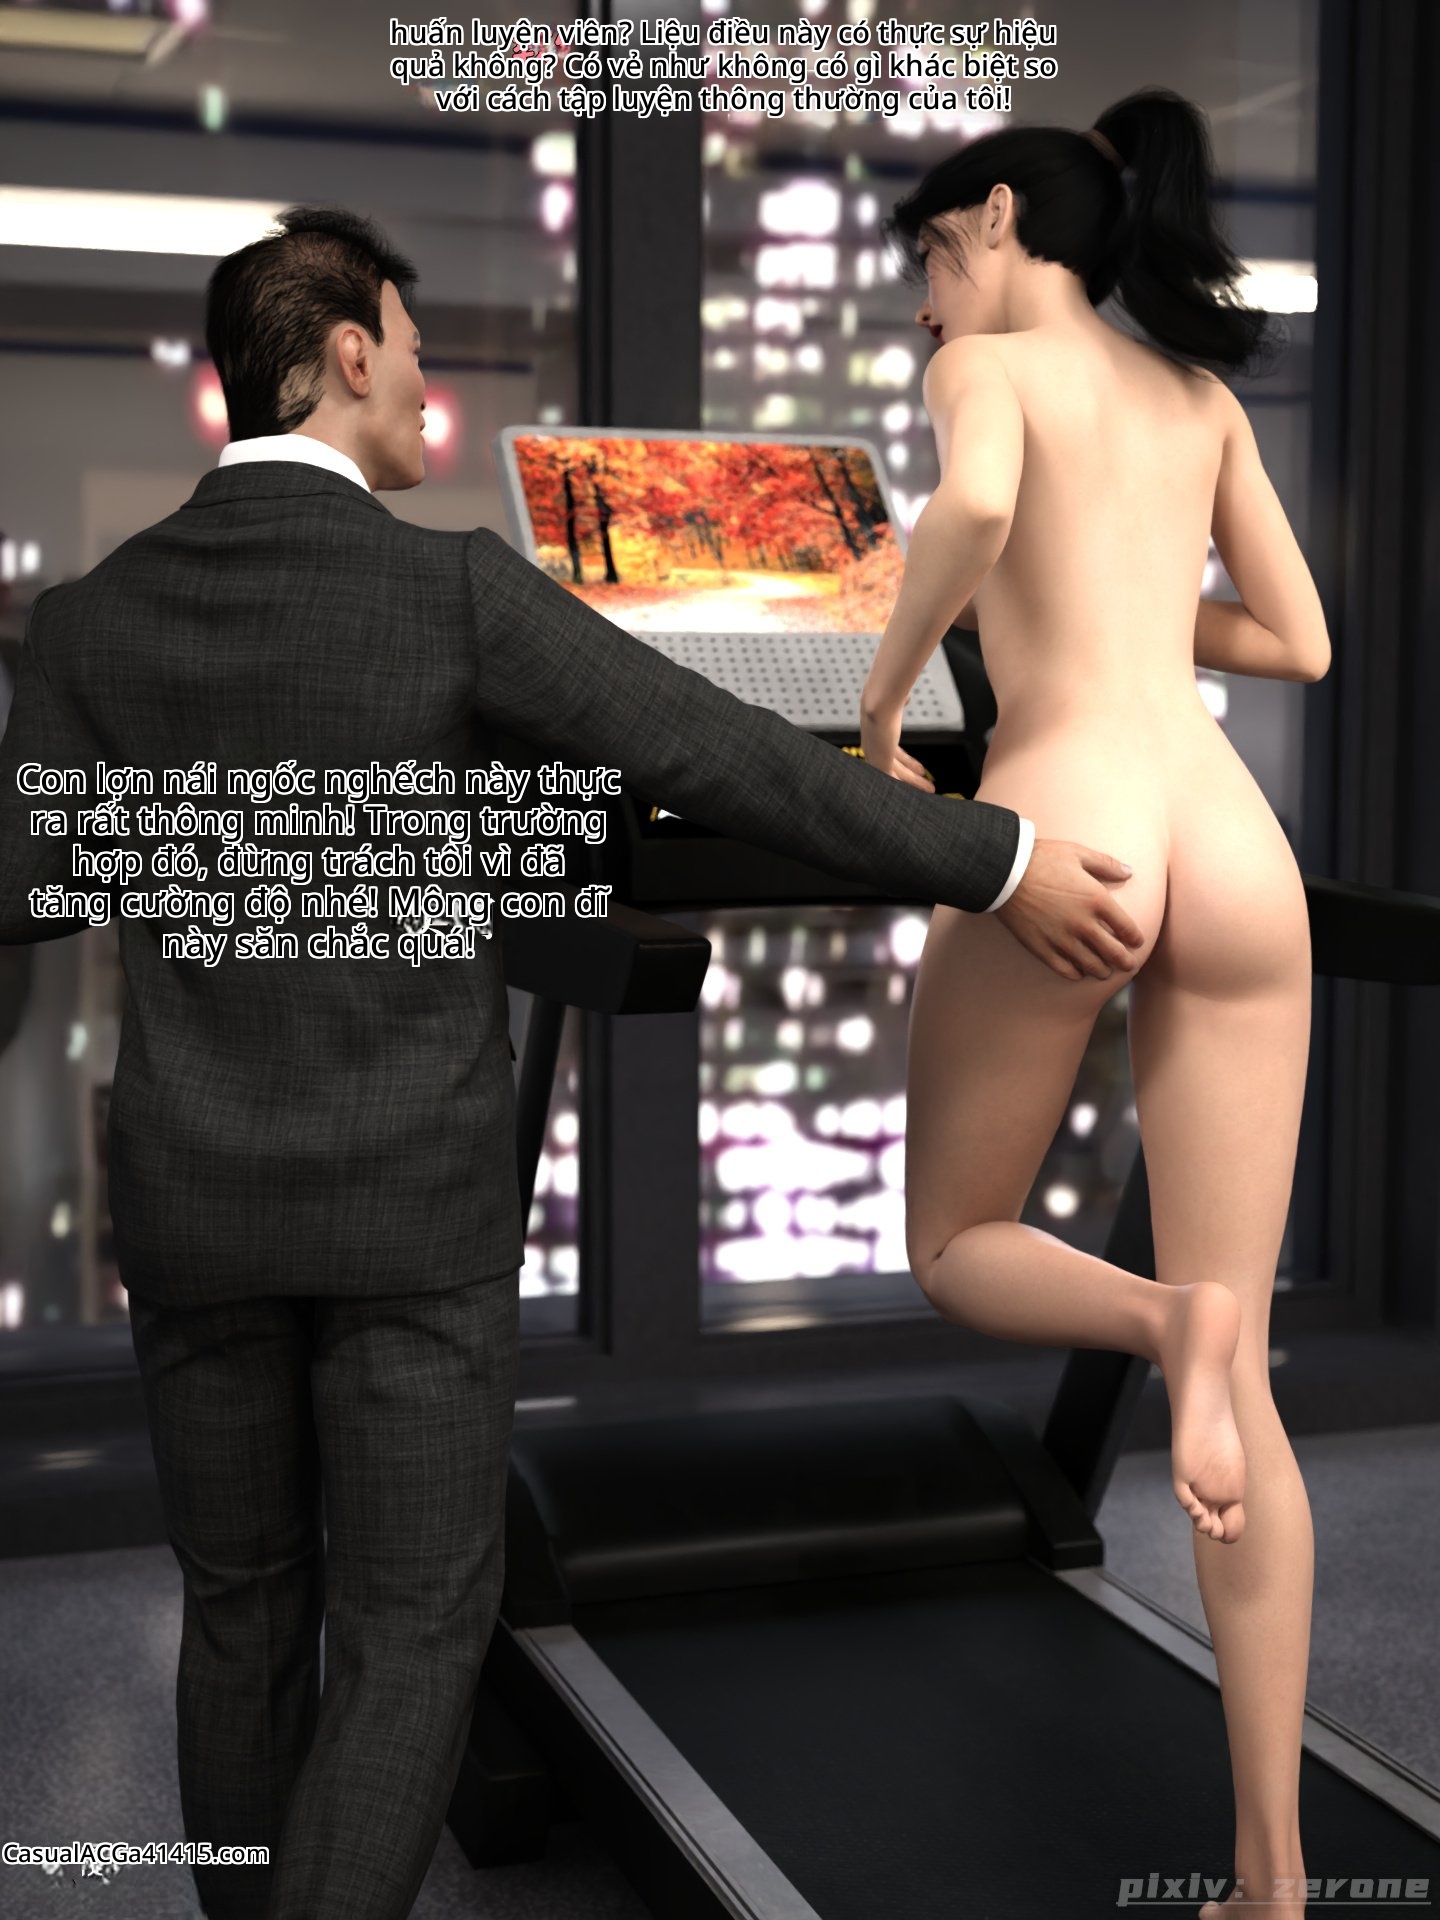 huấn luyện viên? Liệu điều này có thực sự hiệu
quả không? Có vẻ như không có gì khác biệt so
với cách tập luyện thông thường của tôi!
Con lợn nái ngốc nghếch này thực
ra rất thông minh! Trong trường
hợp đó, đừng trách tôi vì đã
tăng cường độ nhé! Mông con đĩ
này săn chắc quá!
CasualACGa41415.com
pixiv: zerone